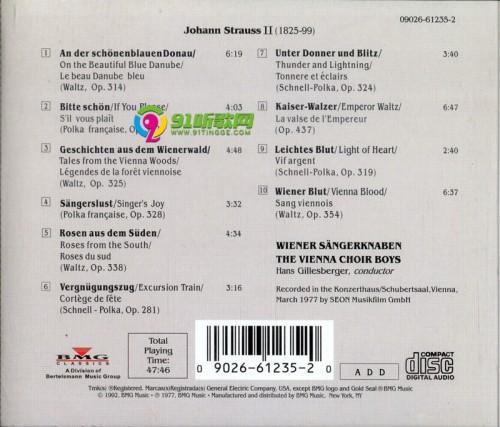 09026-61235-2
Johann Strauss II (1825-99)
1 An der schönenblauen Donau/ 6:19
On the Beautiful Blue Danube/
Le beau Danube bleu
(Waltz, Op. 314)
2 Bitte schön/If You Please/ 4:03
S'il vous plaît
(Polka française, Op.
3 Geschichten aus dem Wienerwald/ 4:48
Tales from the Vienna Woods/
Légendes de la forêt viennoise
(Waltz, Op. 325)
4 Sängerslust/Singer's Joy 3:32
(Polka française, Op. 328)
5 Rosen aus dem Süden/ 4:34
Roses from the South/
Roses du sud
(Waltz, Op. 338)
6 Vergnügungszug/Excursion Train/ 3:16
Cortège de fête
(Schnell - Polka, Op. 281)
7 Unter Donner und Blitz/ 3:40
Thunder and Lightning/
Tonnere et éclairs
(Schnell-Polka, Op. 324)
8 Kaiser-Walzer/Emperor Waltz/ 6:47
La valse de l'Empereur
(Op. 437)
9 Leichtes Blut/Light of Heart/ 2:40
Vif argent
(Schnell-Polka, Op. 319)
10 Wiener Blut/Vienna Blood/ 6:37
Sang viennois
(Waltz, Op. 354)
WIENER SÄNGERKNABEN
THE VIENNA CHOIR BOYS
Hans Gillesberger, conductor
Recorded in the Konzerthaus/Schubertsaal, Vienna,
March 1977 by SEON Musikfilm GmbH
91听歌网
WWW.91TINGGE.COM
BMG
CLASSICS
A Division of
Bertelsmann Music Group
Total
Playing
Time:
47:46
0 09026-61235-2 0
ADD
COMPACT
disc
DIGITAL AUDIO
Tmk(s) ®Registered. Marca(s) Registrada(s) General Electric Company, USA, except BMG logo and Gold Seal ®BMG Music
© 1992, BMG Music • ℗ 1977, BMG Music. Manufactured and distributed by BMG Music, New York, NY